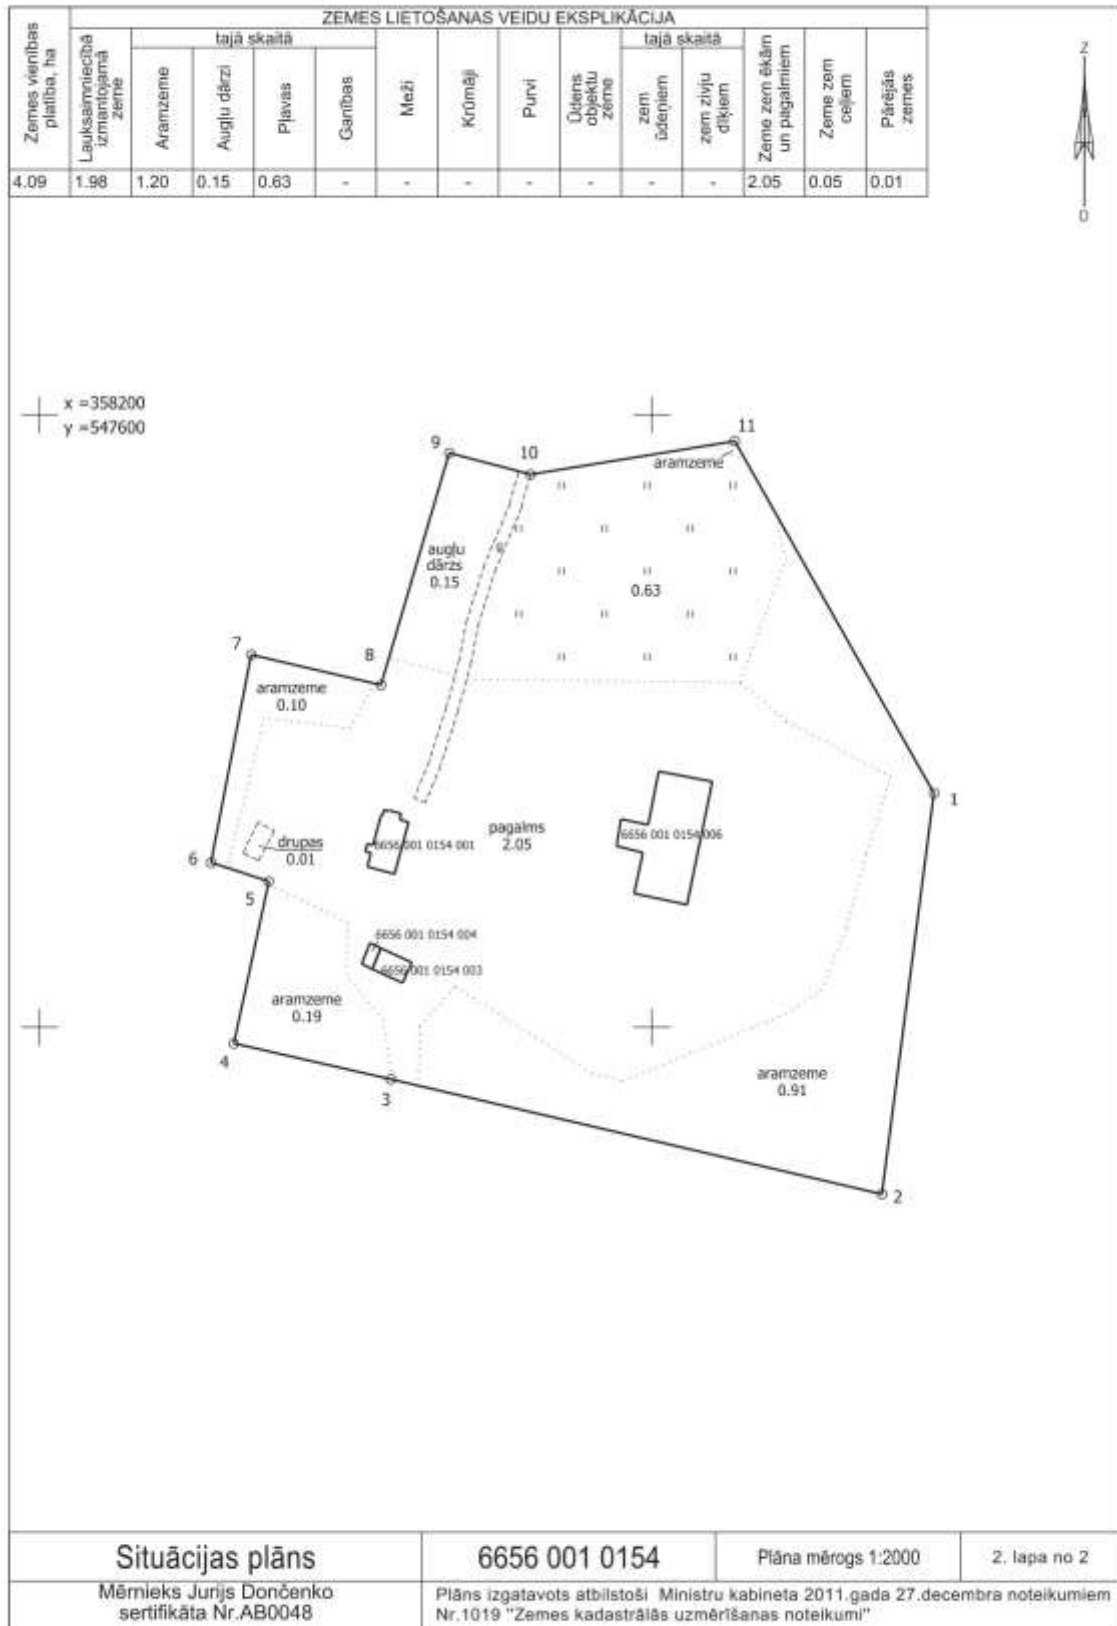 ZEMES LIETOŠANAS VEIDU EKSPLIKĀCIJA
Zemes vienības
platība, ha
Lauksaimniecībā
izmantojamā
zeme
tajā skaitā
Aramzeme
Augļu dārzi
Pļavas
Ganības
Meži
Krūmāji
Purvi
Ūdens
objektu
zeme
tajā skaitā
zem
ūdeņiem
zem zivju
dīķiem
Zeme zem ēkām
un pagalmiem
Zeme zem
ceļiem
Pārējās
zemes
4.09 1.98 1.20 0.15 0.63 - - - - - - - 2.05 0.05 0.01
Z
D
x =358200
y =547600
9
10
11
aramzeme
augļu
dārzs
0.15
0.63
7
8
aramzeme
0.10
1
pagalms
2.05
6656 001 0154 006
6656 001 0154 001
drupas
0.01
6
5
6656 001 0154 004
6656 001 0154 003
aramzeme
0.19
4
3
aramzeme
0.91
2
Situācijas plāns
6656 001 0154
Plāna mērogs 1:2000
2. lapa no 2
Mērnieks Jurijs Dončenko
sertifikāta Nr.AB0048
Plāns izgatavots atbilstoši Ministru kabineta 2011.gada 27.decembra noteikumiem
Nr.1019 "Zemes kadastrālās uzmērīšanas noteikumi"